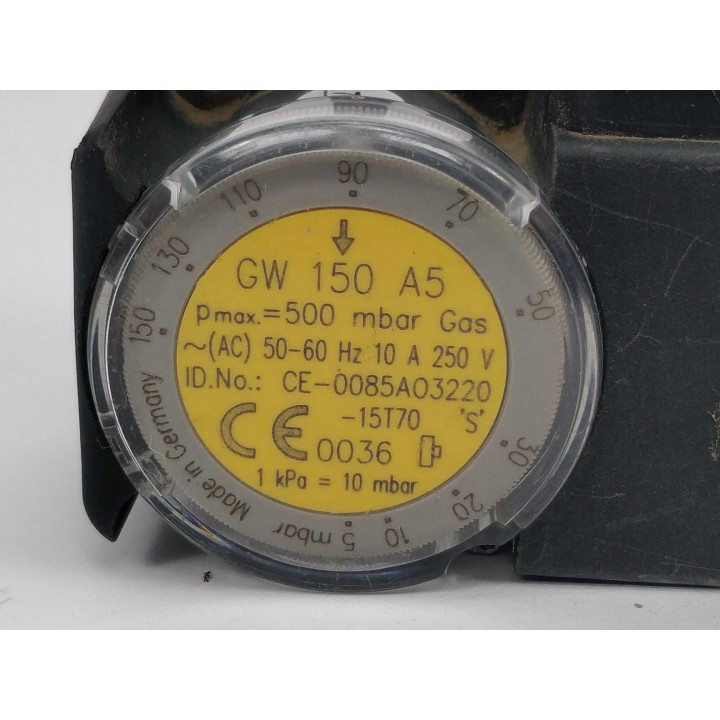 GW 150 A5
pmax.=500 mbar Gas
~(AC) 50-60 Hz 10 A 250 V
ID.No.: CE-0085A03220
-15T70 'S'
CE 0036
1 kPa = 10 mbar
5 mbar
10
20
30
50
70
90
110
130
150
Made in Germany